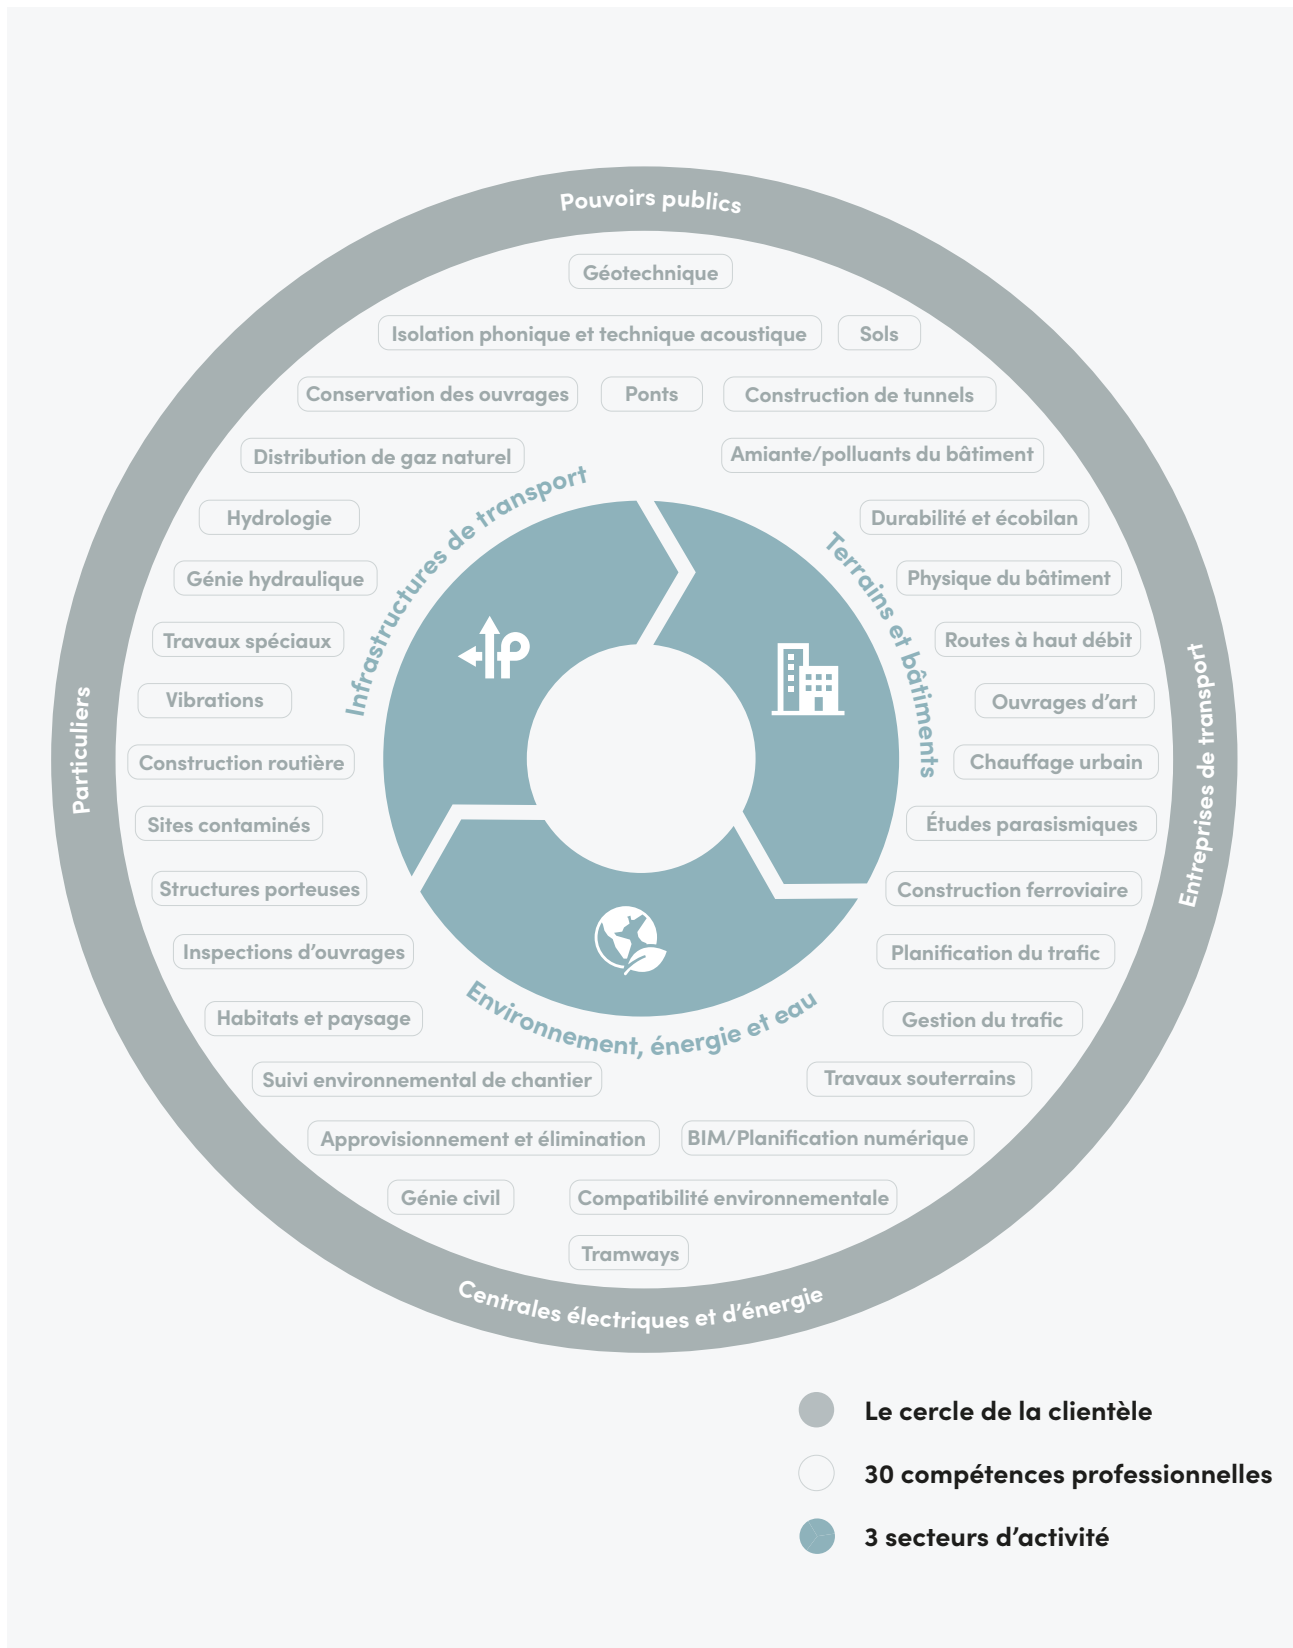 Pouvoirs publics
Géotechnique
Isolation phonique et technique acoustique
Sols
Conservation des ouvrages
Ponts
Construction de tunnels
Distribution de gaz naturel
Amiante/polluants du bâtiment
Infrastructures de transport
Hydrologie
Durabilité et écobilan
Terrains et bâtiments
Génie hydraulique
Physique du bâtiment
Travaux spéciaux
Routes à haut débit
Vibrations
Ouvrages d’art
Particuliers
Entreprises de transport
Construction routière
Chauffage urbain
Sites contaminés
Études parasismiques
Structures porteuses
Construction ferroviaire
Inspections d’ouvrages
Planification du trafic
Environnement, énergie et eau
Habitats et paysage
Gestion du trafic
Suivi environnemental de chantier
Travaux souterrains
Approvisionnement et élimination
BIM/Planification numérique
Génie civil
Compatibilité environnementale
Tramways
Centrales électriques et d’énergie
Le cercle de la clientèle
30 compétences professionnelles
3 secteurs d’activité